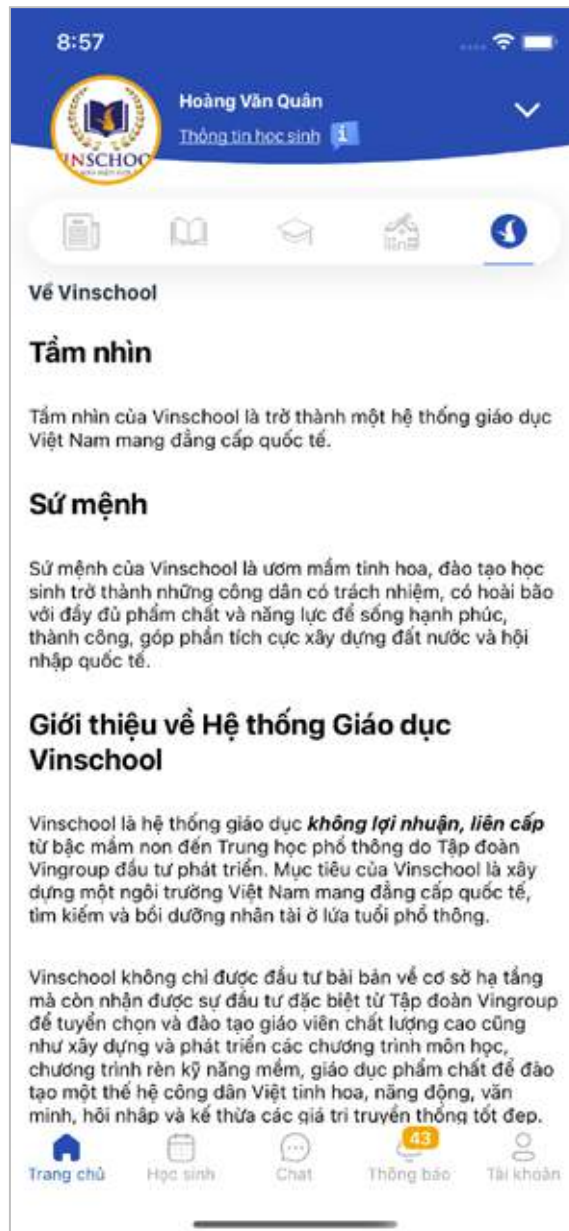 8:57
Hoàng Văn Quân
Thông tin học sinh
VINSCHOOL
Về Vinschool
Tầm nhìn
Tầm nhìn của Vinschool là trở thành một hệ thống giáo dục
Việt Nam mang đẳng cấp quốc tế.
Sứ mệnh
Sứ mệnh của Vinschool là ươm mầm tinh hoa, đào tạo học
sinh trở thành những công dân có trách nhiệm, có hoài bão
với đầy đủ phẩm chất và năng lực để sống hạnh phúc,
thành công, góp phần tích cực xây dựng đất nước và hội
nhập quốc tế.
Giới thiệu về Hệ thống Giáo dục
Vinschool
Vinschool là hệ thống giáo dục không lợi nhuận, liên cấp
từ bậc mầm non đến Trung học phổ thông do Tập đoàn
Vingroup đầu tư phát triển. Mục tiêu của Vinschool là xây
dựng một ngôi trường Việt Nam mang đẳng cấp quốc tế,
tìm kiếm và bồi dưỡng nhân tài ở lứa tuổi phổ thông.
Vinschool không chỉ được đầu tư bài bản về cơ sở hạ tầng
mà còn nhận được sự đầu tư đặc biệt từ Tập đoàn Vingroup
để tuyển chọn và đào tạo giáo viên chất lượng cao cũng
như xây dựng và phát triển các chương trình môn học,
chương trình rèn kỹ năng mềm, giáo dục phẩm chất để đào
tạo một thế hệ công dân Việt tinh hoa, năng động, văn
minh, hội nhập và kế thừa các giá trị truyền thống tốt đẹp.
43
Trang chủ Học sinh Chat Thông báo Tài khoản